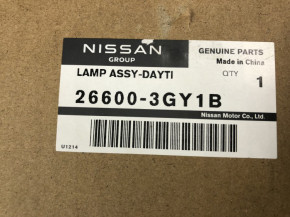 NISSAN
GROUP
GENUINE PARTS
Made in China
LAMP ASSY-DAYTI
QTY
1
26600-3GY1B
Nissan Motor Co., Ltd
U1214